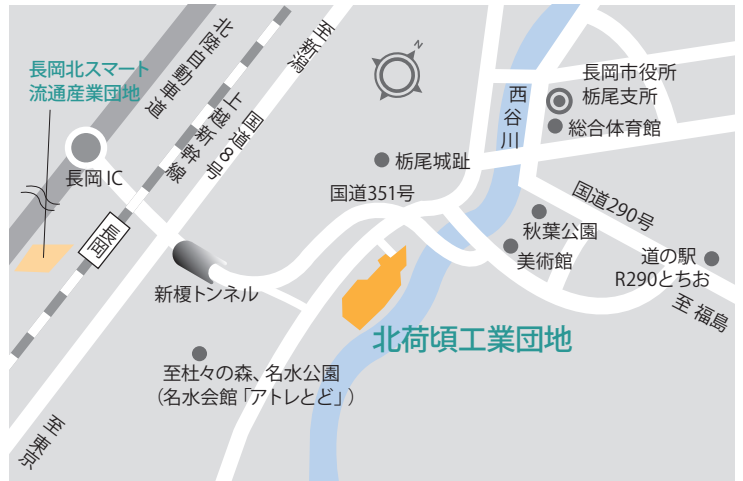 長岡北スマート
流通産業団地
北陸自動車道
上越新幹線
国道8号
至新潟
N
西谷川
長岡市役所
栃尾支所
総合体育館
栃尾城趾
長岡IC
国道351号
国道290号
長岡
秋葉公園
美術館
道の駅
R290とちお
至 福島
新榎トンネル
北荷頃工業団地
至杜々の森、名水公園
（名水会館「アトレとど」）
至東京